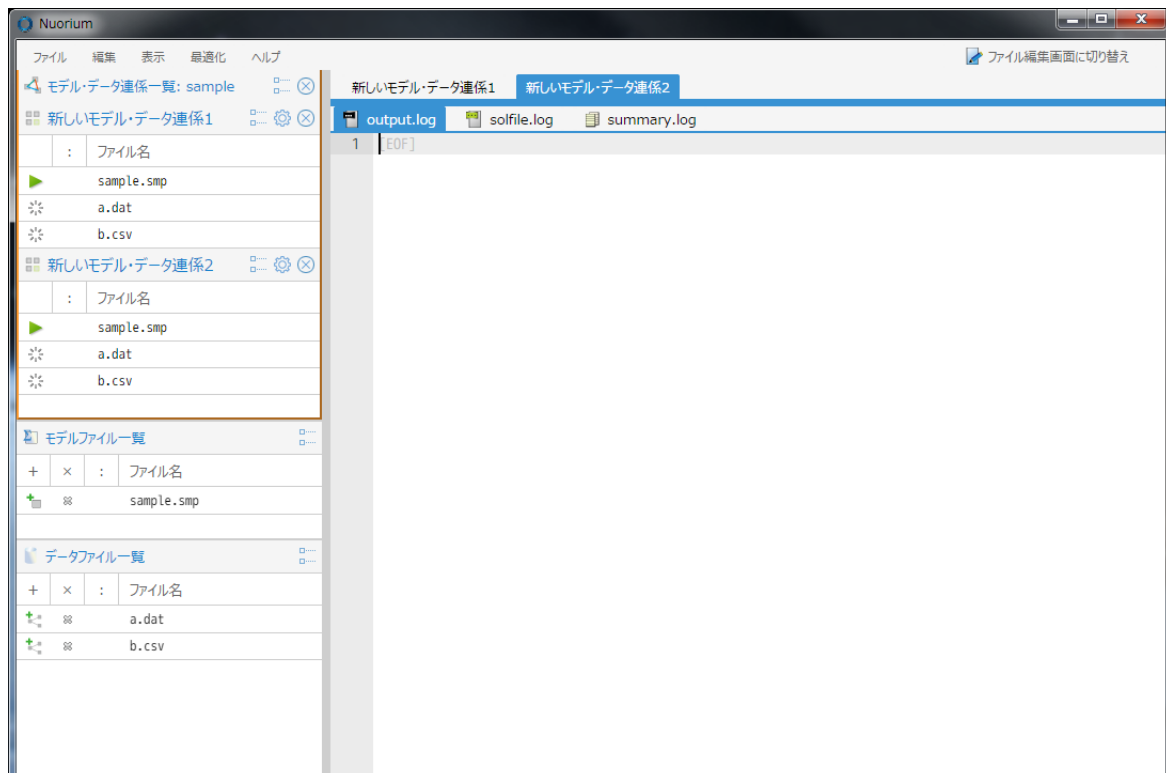 Nuorium
ファイル 編集 表示 最適化 ヘルプ ファイル編集画面に切り替え
モデル・データ連係一覧: sample
新しいモデル・データ連係1
: ファイル名
sample.smp
a.dat
b.csv
新しいモデル・データ連係2
: ファイル名
sample.smp
a.dat
b.csv
モデルファイル一覧
+ × : ファイル名
sample.smp
データファイル一覧
+ × : ファイル名
a.dat
b.csv
新しいモデル・データ連係1 新しいモデル・データ連係2
output.log solfile.log summary.log
1 [EOF]